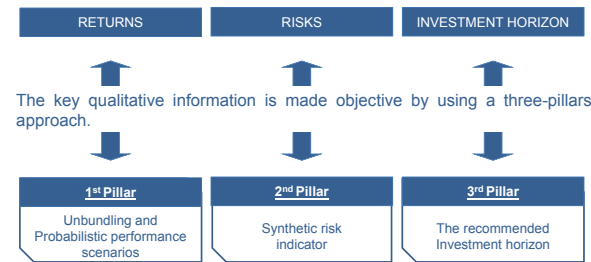 RETURNS
RISKS
INVESTMENT HORIZON
The key qualitative information is made objective by using a three-pillars
approach.
1st Pillar
2nd Pillar
3rd Pillar
Unbundling and
Probabilistic performance
scenarios
Synthetic risk
indicator
The recommended
Investment horizon